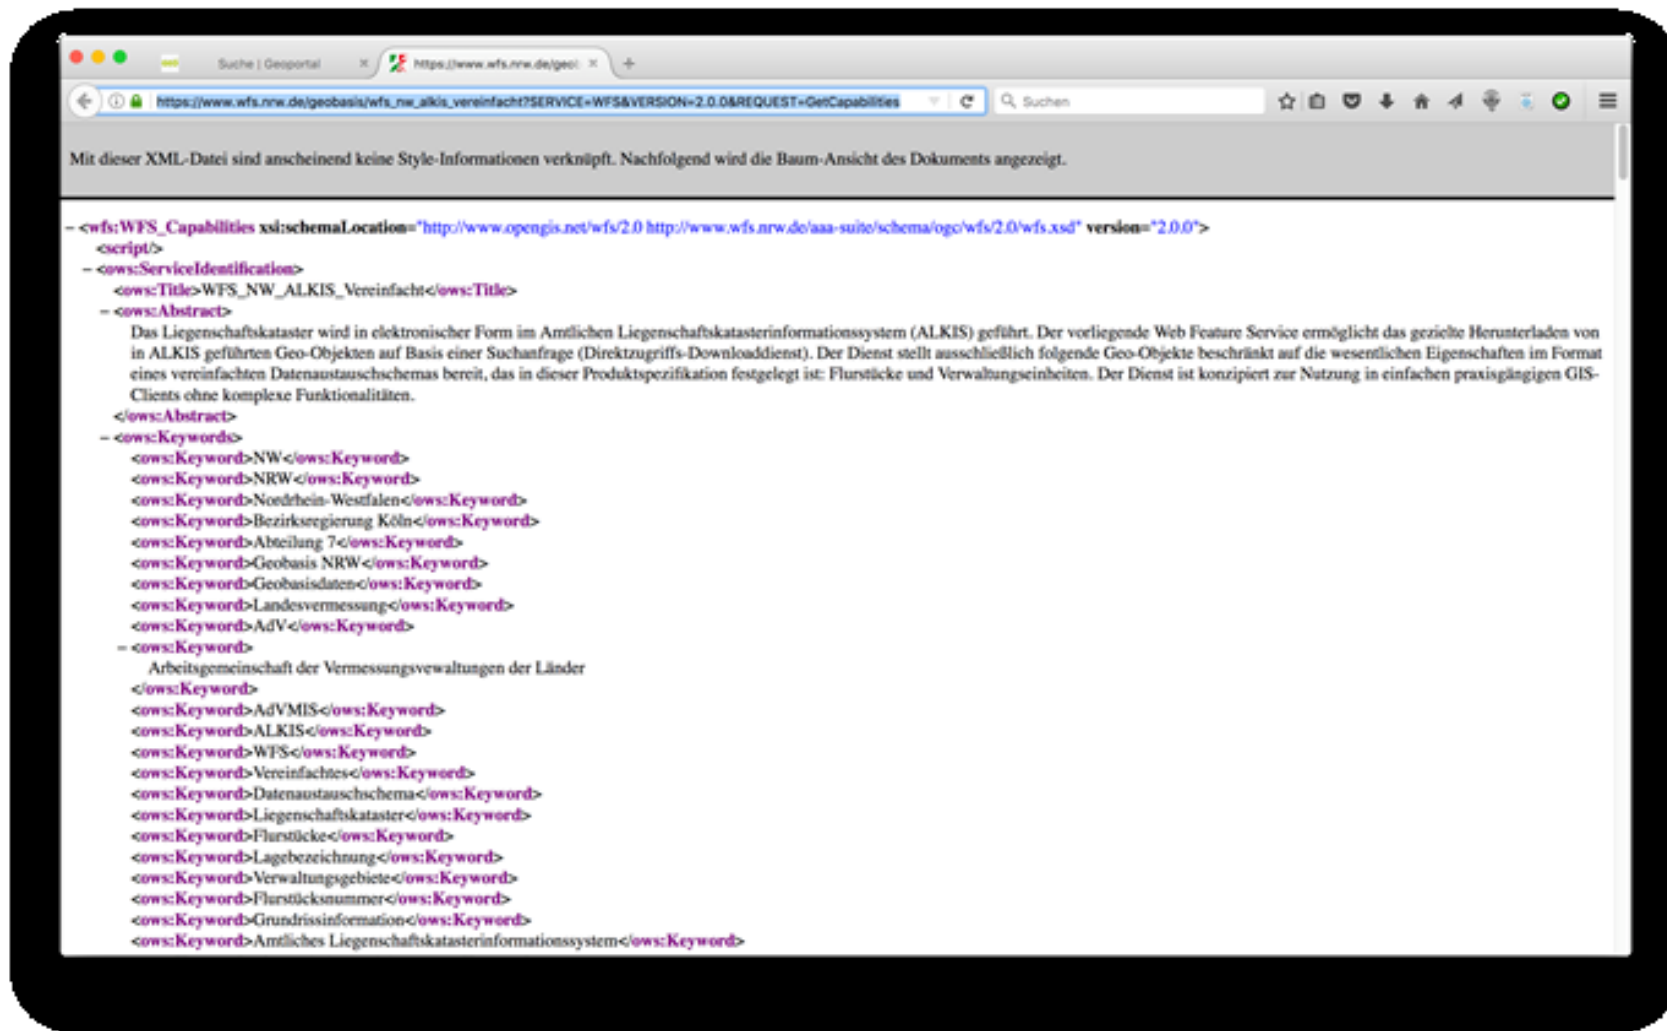 Suche | Geoportal
https://www.wfs.nrw.de/geol
https://www.wfs.nrw.de/geobasis/wfs_nw_alkis_vereinfacht?SERVICE=WFS&VERSION=2.0.0&REQUEST=GetCapabilities
Suchen
Mit dieser XML-Datei sind anscheinend keine Style-Informationen verknüpft. Nachfolgend wird die Baum-Ansicht des Dokuments angezeigt.
- <wfs:WFS_Capabilities xsi:schemaLocation="http://www.opengis.net/wfs/2.0 http://www.wfs.nrw.de/aaa-suite/schema/ogc/wfs/2.0/wfs.xsd" version="2.0.0">
<script/>
- <ows:ServiceIdentification>
<ows:Title>WFS_NW_ALKIS_Vereinfacht</ows:Title>
- <ows:Abstract>
Das Liegenschaftskataster wird in elektronischer Form im Amtlichen Liegenschaftskatasterinformationssystem (ALKIS) geführt. Der vorliegende Web Feature Service ermöglicht das gezielte Herunterladen von
in ALKIS geführten Geo-Objekten auf Basis einer Suchanfrage (Direktzugriffs-Downloaddienst). Der Dienst stellt ausschließlich folgende Geo-Objekte beschränkt auf die wesentlichen Eigenschaften im Format
eines vereinfachten Datenaustauschschemas bereit, das in dieser Produktspezifikation festgelegt ist: Flurstücke und Verwaltungseinheiten. Der Dienst ist konzipiert zur Nutzung in einfachen praxisgängigen GIS-
Clients ohne komplexe Funktionalitäten.
</ows:Abstract>
- <ows:Keywords>
<ows:Keyword>NW</ows:Keyword>
<ows:Keyword>NRW</ows:Keyword>
<ows:Keyword>Nordrhein-Westfalen</ows:Keyword>
<ows:Keyword>Bezirksregierung Köln</ows:Keyword>
<ows:Keyword>Abteilung 7</ows:Keyword>
<ows:Keyword>Geobasis NRW</ows:Keyword>
<ows:Keyword>Geobasisdaten</ows:Keyword>
<ows:Keyword>Landesvermessung</ows:Keyword>
<ows:Keyword>AdV</ows:Keyword>
- <ows:Keyword>
Arbeitsgemeinschaft der Vermessungsvewaltungen der Länder
</ows:Keyword>
<ows:Keyword>AdVMIS</ows:Keyword>
<ows:Keyword>ALKIS</ows:Keyword>
<ows:Keyword>WFS</ows:Keyword>
<ows:Keyword>Vereinfachtes</ows:Keyword>
<ows:Keyword>Datenaustauschschema</ows:Keyword>
<ows:Keyword>Liegenschaftskataster</ows:Keyword>
<ows:Keyword>Flurstücke</ows:Keyword>
<ows:Keyword>Lagebezeichnung</ows:Keyword>
<ows:Keyword>Verwaltungsgebiete</ows:Keyword>
<ows:Keyword>Flurstücksnummer</ows:Keyword>
<ows:Keyword>Grundrissinformation</ows:Keyword>
<ows:Keyword>Amtliches Liegenschaftskatasterinformationssystem</ows:Keyword>